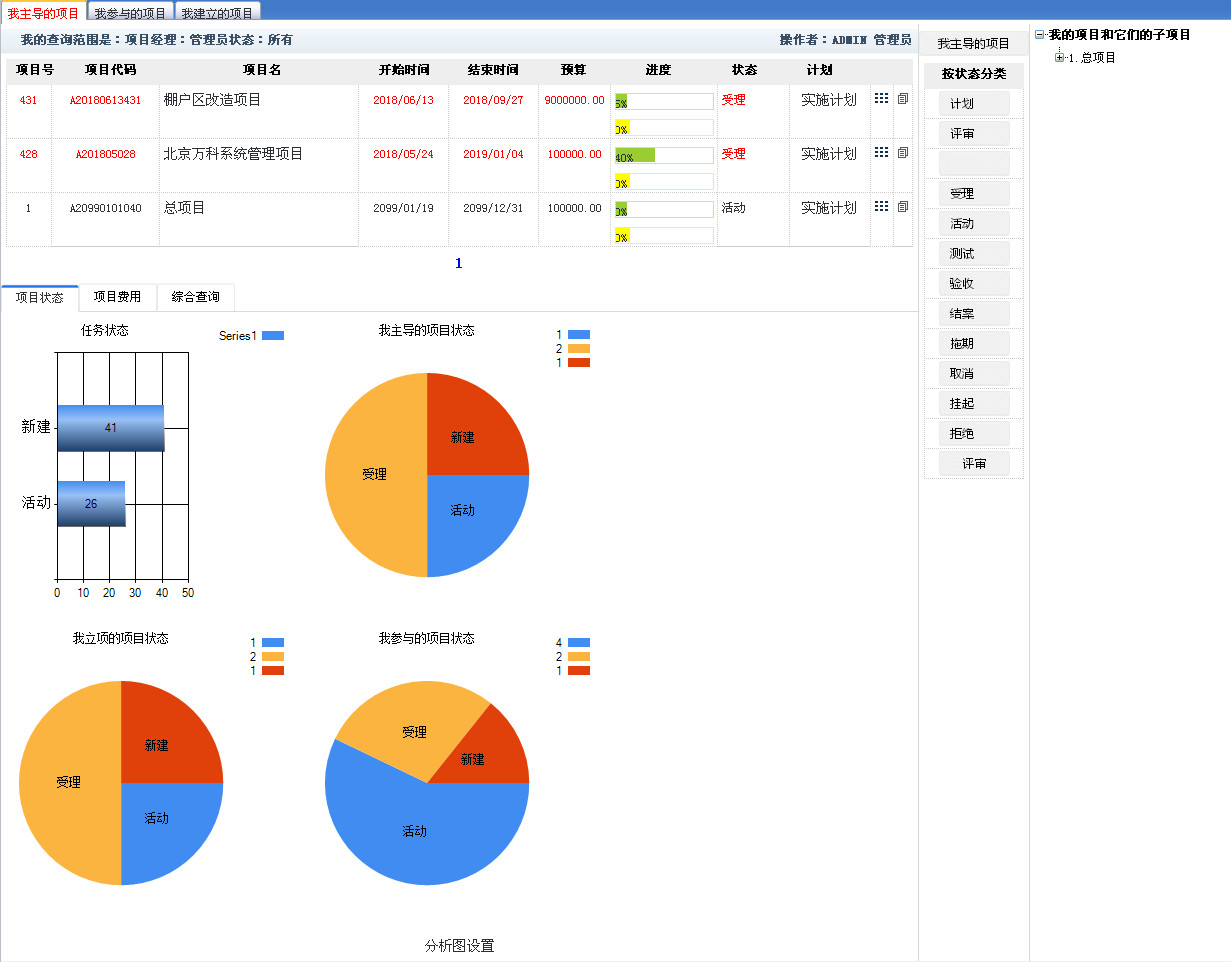 我主导的项目 我参与的项目 我建立的项目
我的查询范围是：项目经理：管理员状态：所有 操作者：ADMIN 管理员
项目号 项目代码 项目名 开始时间 结束时间 预算 进度 状态 计划
431 A20180613431 棚户区改造项目 2018/06/13 2018/09/27 9000000.00 5% 受理 实施计划
0%
428 A201805028 北京万科系统管理项目 2018/05/24 2019/01/04 100000.00 40% 受理 实施计划
0%
1 A20990101040 总项目 2099/01/19 2099/12/31 100000.00 0% 活动 实施计划
0%
1
项目状态 项目费用 综合查询
任务状态
Series1
新建 41
活动 26
0 10 20 30 40 50
我主导的项目状态
1
2
1
新建
受理
活动
我立项的项目状态
1
2
1
新建
受理
活动
我参与的项目状态
4
2
1
受理
新建
活动
分析图设置
我主导的项目
按状态分类
计划
评审
受理
活动
测试
验收
结案
拖期
取消
挂起
拒绝
评审
我的项目和它们的子项目
1. 总项目